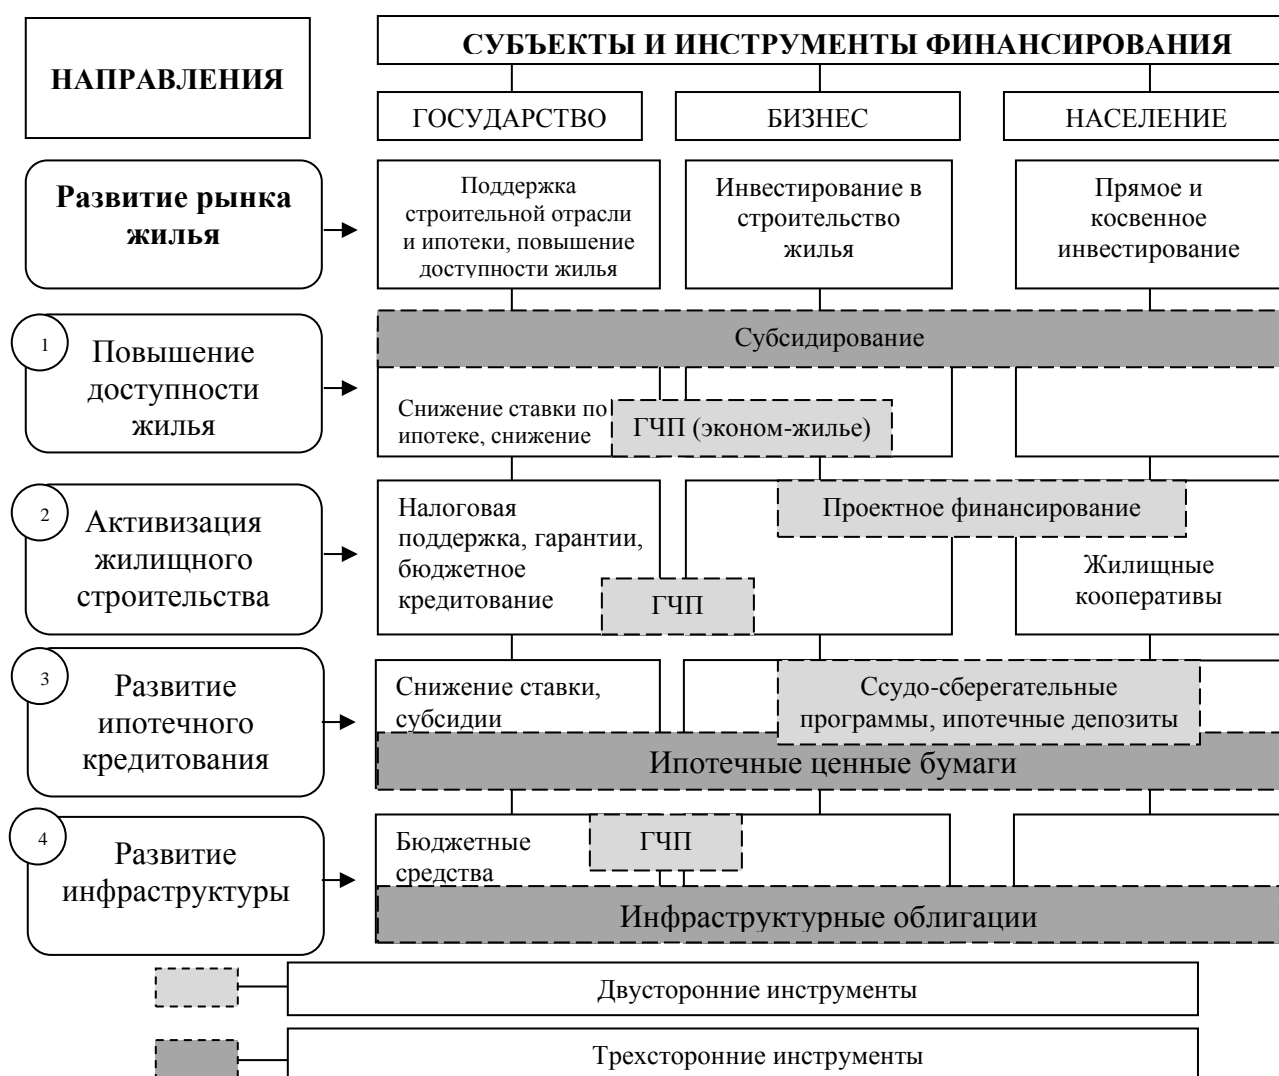 НАПРАВЛЕНИЯ
СУБЪЕКТЫ И ИНСТРУМЕНТЫ ФИНАНСИРОВАНИЯ
ГОСУДАРСТВО
БИЗНЕС
НАСЕЛЕНИЕ
Развитие рынка
жилья
Поддержка
строительной отрасли
и ипотеки, повышение
доступности жилья
Инвестирование в
строительство
жилья
Прямое и
косвенное
инвестирование
1
Повышение
доступности
жилья
Субсидирование
Снижение ставки по
ипотеке, снижение
ГЧП (эконом-жилье)
2
Активизация
жилищного
строительства
Налоговая
поддержка, гарантии,
бюджетное
кредитование
ГЧП
Проектное финансирование
Жилищные
кооперативы
3
Развитие
ипотечного
кредитования
Снижение ставки,
субсидии
Ссудо-сберегательные
программы, ипотечные депозиты
Ипотечные ценные бумаги
4
Развитие
инфраструктуры
Бюджетные
средства
ГЧП
Инфраструктурные облигации
Двусторонние инструменты
Трехсторонние инструменты